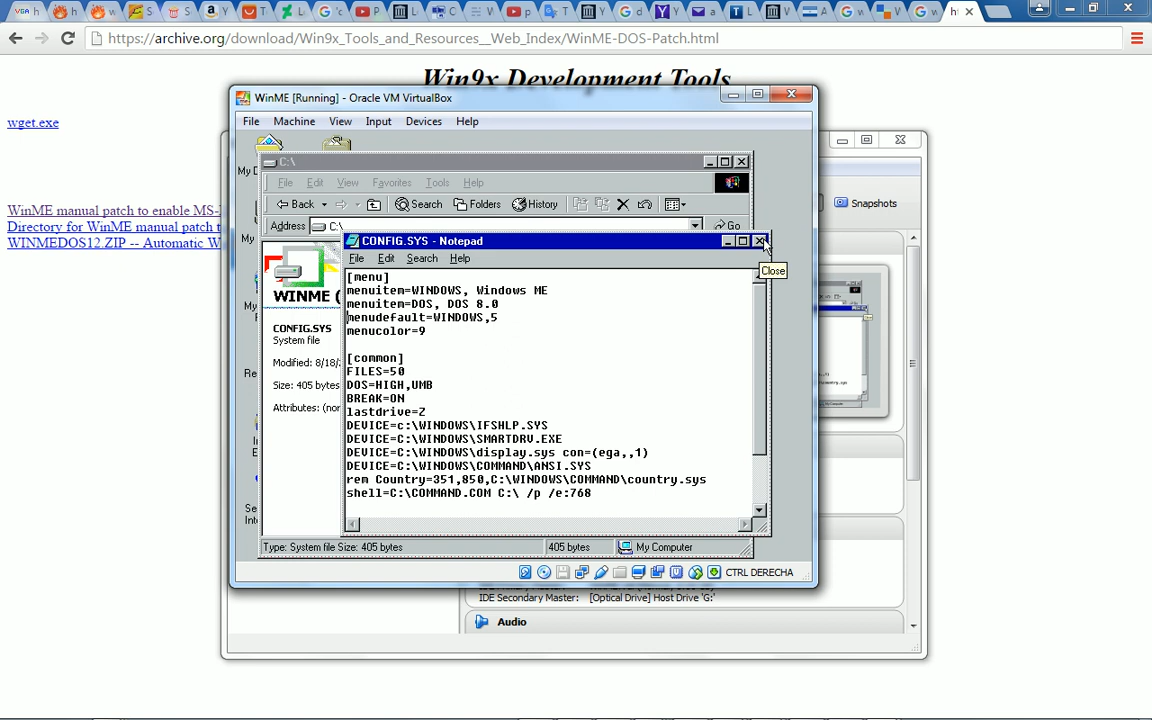 https://archive.org/download/Win9x_Tools_and_Resources__Web_Index/WinME-DOS-Patch.html
Win9x Development Tools
wget.exe
WinME manual patch to enable MS-
Directory for WinME manual patch t
WINMEDOS12.ZIP -- Automatic W
WinME [Running] - Oracle VM VirtualBox
File Machine View Input Devices Help
C:\
File Edit View Favorites Tools Help
Back Search Folders History
Address C:\ Go
CONFIG.SYS - Notepad
File Edit Search Help
[menu]
menuitem=WINDOWS, Windows ME
menuitem=DOS, DOS 8.0
menudefault=WINDOWS,5
menucolor=9
[common]
FILES=50
DOS=HIGH,UMB
BREAK=ON
lastdrive=Z
DEVICE=c:\WINDOWS\IFSHLP.SYS
DEVICE=C:\WINDOWS\SMARTDRV.EXE
DEVICE=C:\WINDOWS\display.sys con=(ega,,1)
DEVICE=C:\WINDOWS\COMMAND\ANSI.SYS
rem Country=351,850,C:\WINDOWS\COMMAND\country.sys
shell=C:\COMMAND.COM C:\ /p /e:768
Close
WINME (
CONFIG.SYS
System file
Modified: 8/18/
Size: 405 bytes
Attributes: (nor
Type: System file Size: 405 bytes
405 bytes
My Computer
CTRL DERECHA
Snapshots
IDE Secondary Master: [Optical Drive] Host Drive 'G:'
Audio